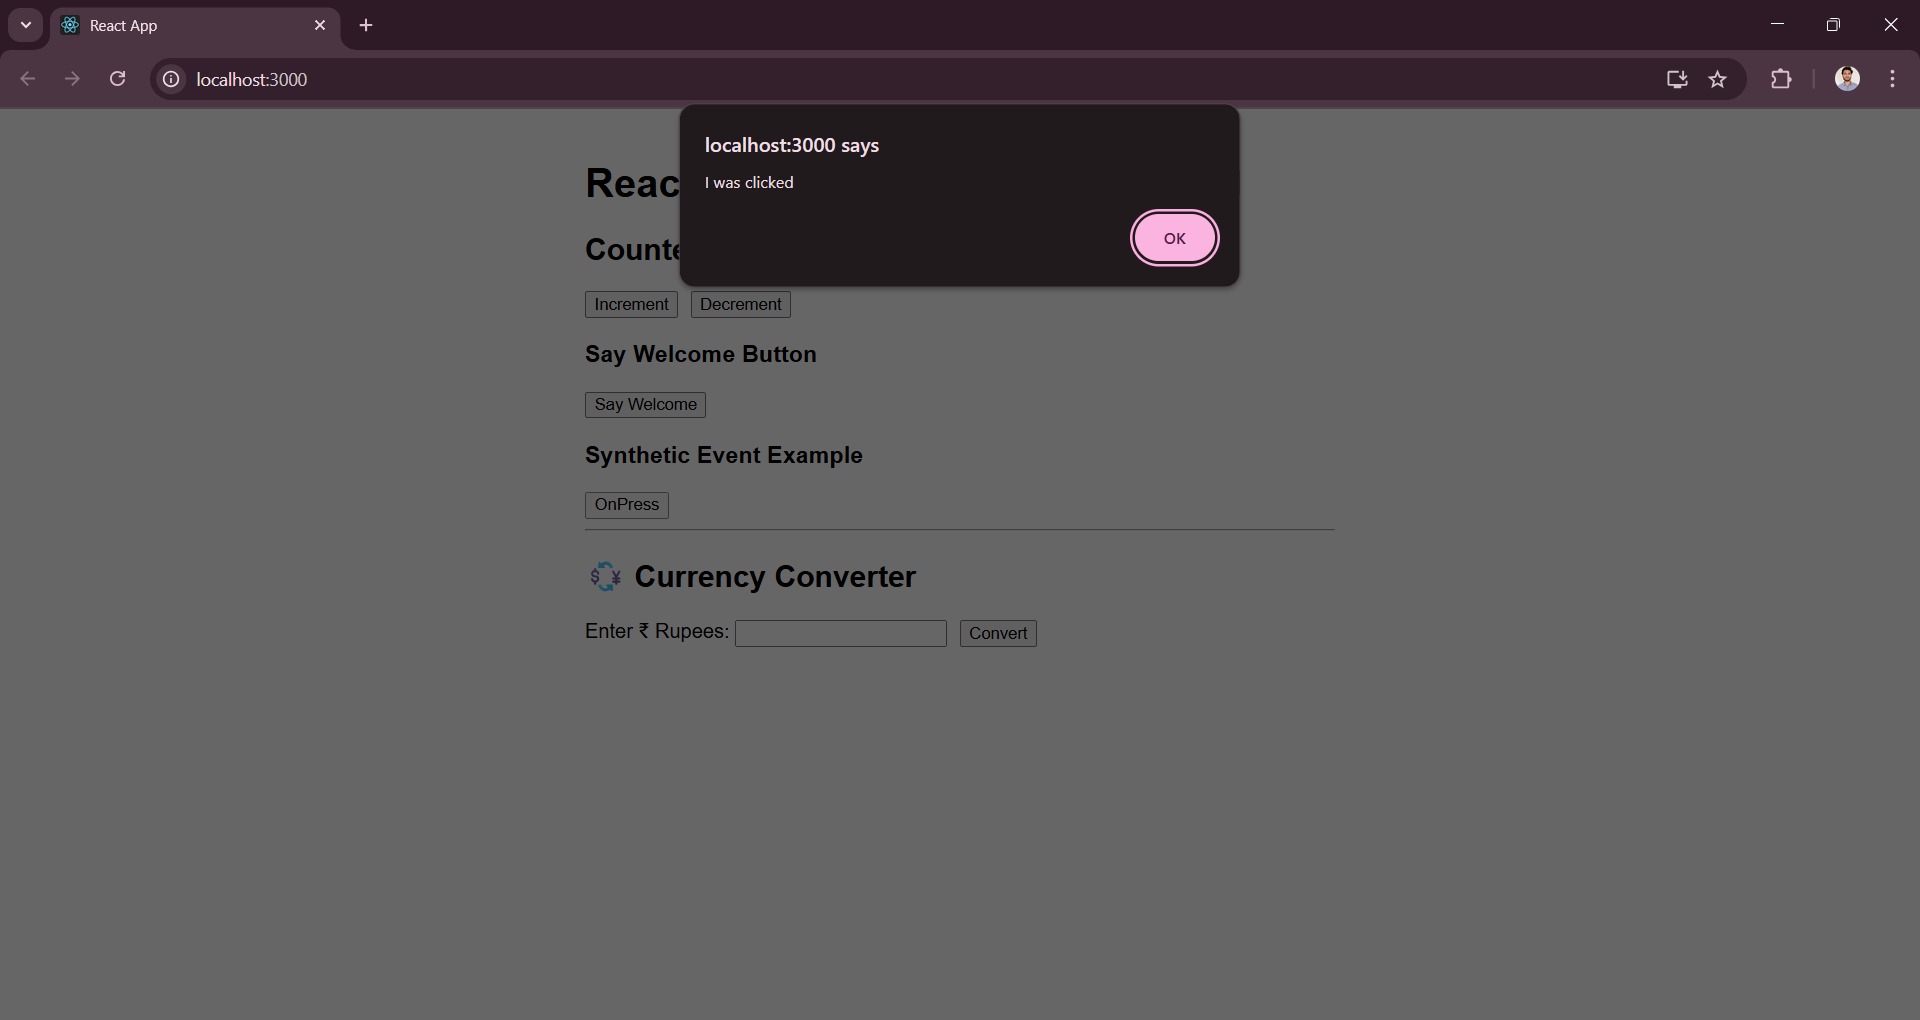 React App
localhost:3000
localhost:3000 says
I was clicked
OK
Reac
Counte
Increment Decrement
Say Welcome Button
Say Welcome
Synthetic Event Example
OnPress
$ ¥ Currency Converter
Enter ₹ Rupees: Convert